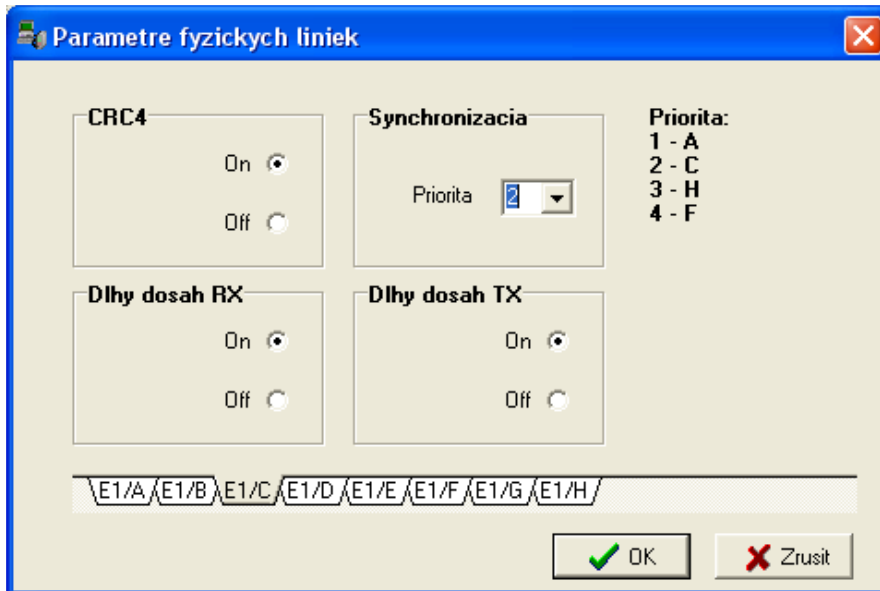 Parametre fyzickych liniek
CRC4
On
Off
Synchronizacia
Priorita 2
Priorita:
1 - A
2 - C
3 - H
4 - F
Dlhy dosah RX
On
Off
Dlhy dosah TX
On
Off
E1/A E1/B E1/C E1/D E1/E E1/F E1/G E1/H
OK Zrusit